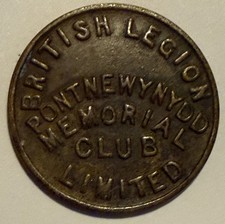 BRITISH LEGION
PONTNEWYNYDD
MEMORIAL
CLUB
LIMITED